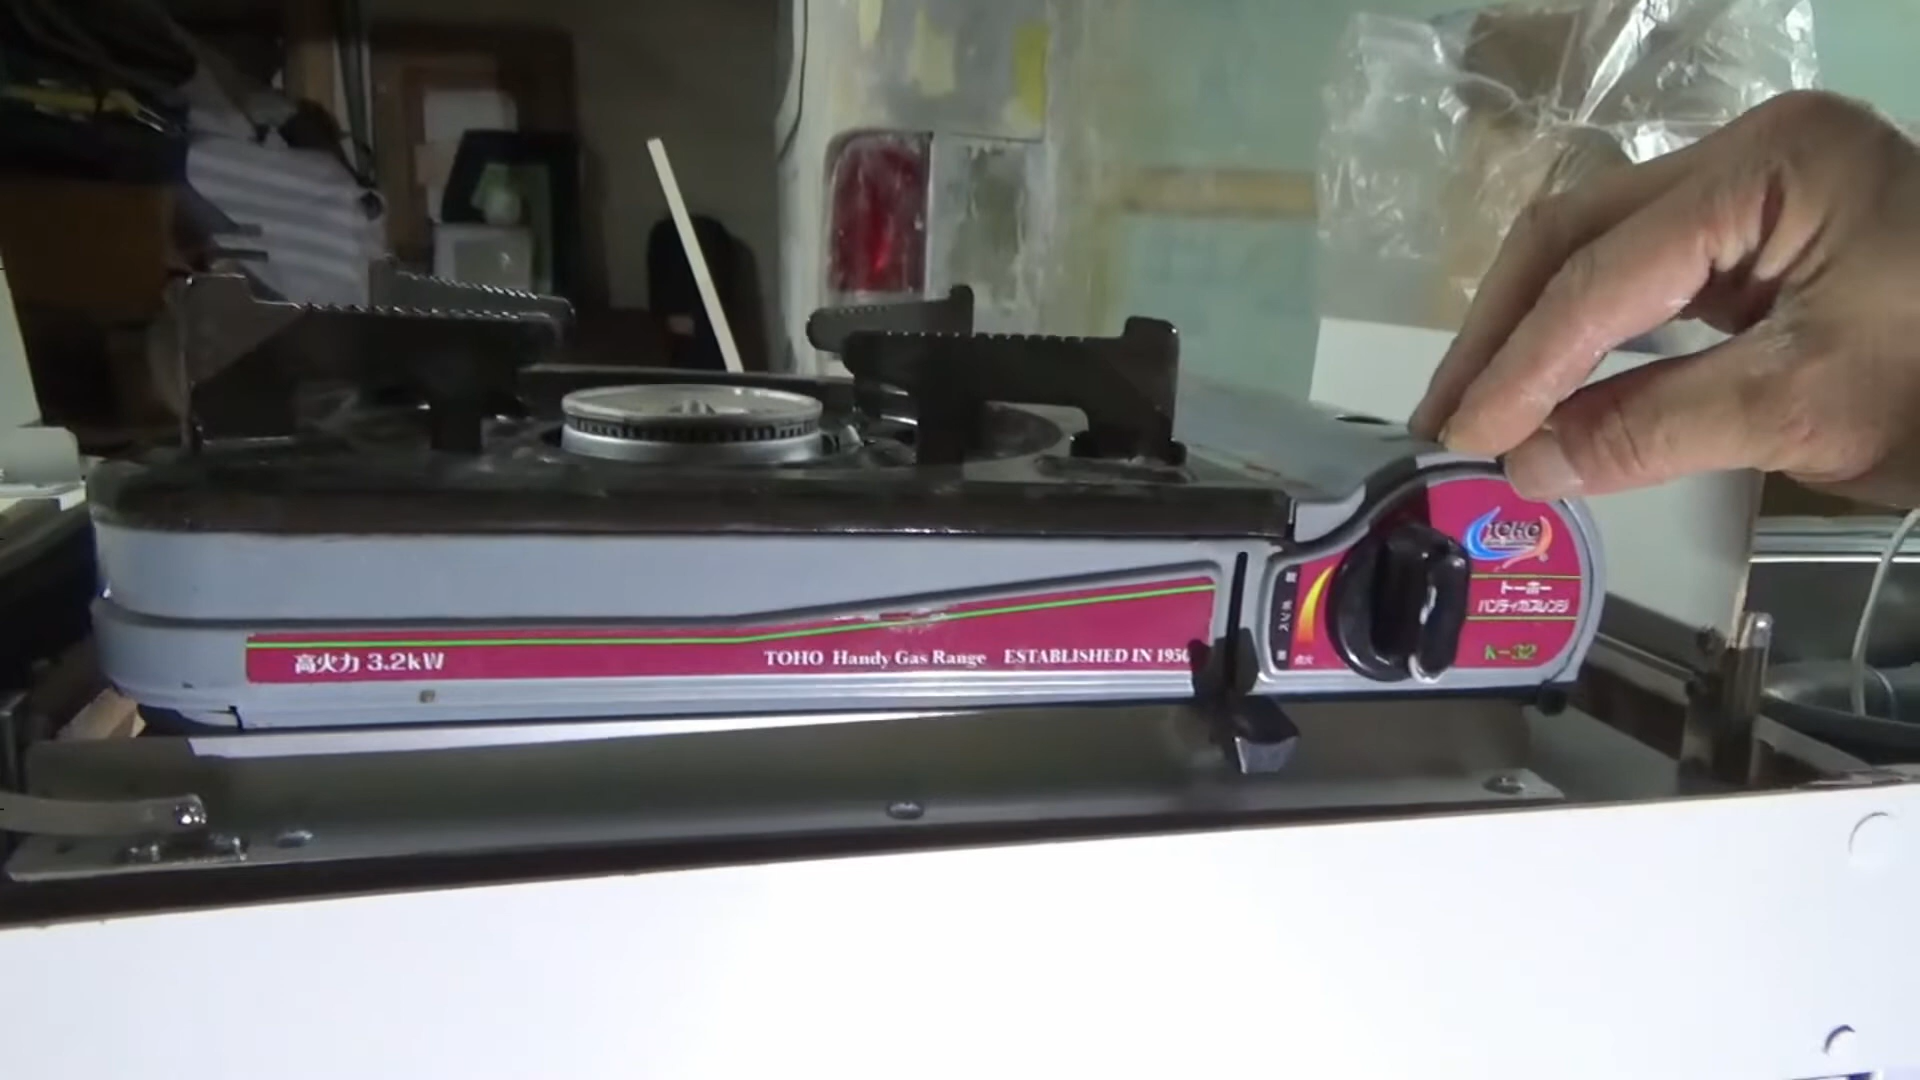 高火力 3.2kW
TOHO Handy Gas Range ESTABLISHED IN 1950
点火
TOHO
トーホー
ハンディガスレンジ
K-32